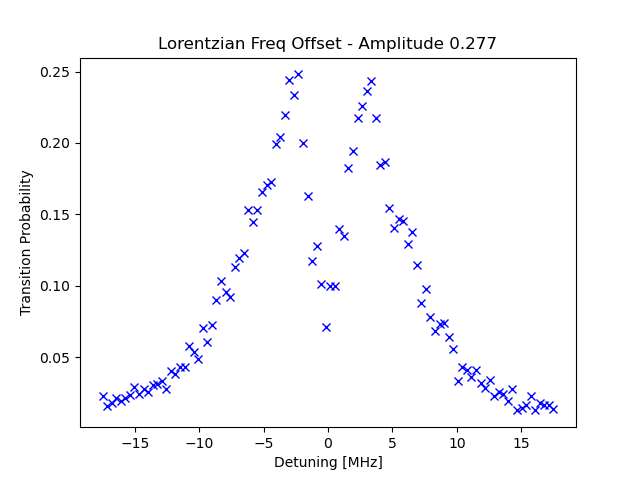 Lorentzian Freq Offset - Amplitude 0.277
Transition Probability
0.25
0.20
0.15
0.10
0.05
−15 −10 −5 0 5 10 15
Detuning [MHz]